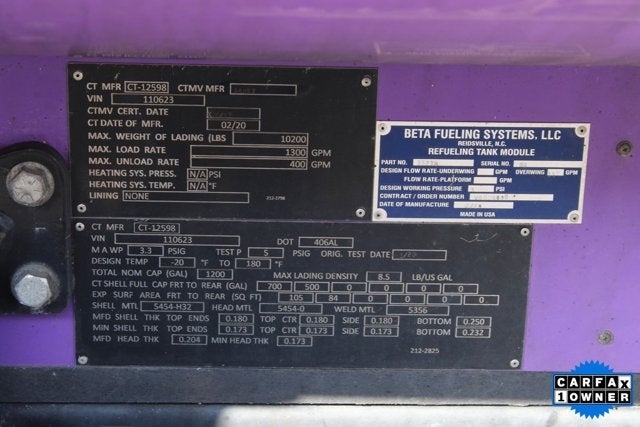 CT MFR CT-12598 CTMV MFR
VIN 110623
CTMV CERT. DATE
CT DATE OF MFR. 02/20
MAX. WEIGHT OF LADING (LBS 10200
MAX. LOAD RATE 1300 GPM
MAX. UNLOAD RATE 400 GPM
HEATING SYS. PRESS. N/A PSI
HEATING SYS. TEMP. N/A °F
LINING NONE
212-2798
BETA FUELING SYSTEMS, LLC
REIDSVILLE, N.C.
REFUELING TANK MODULE
PART NO. SERIAL NO.
DESIGN FLOW RATE-UNDERWING GPM OVERWING GPM
FLOW RATE-PLATFORM GPM
DESIGN WORKING PRESSURE PSI
CONTRACT / ORDER NUMBER
DATE OF MANUFACTURE
MADE IN USA
CT MFR CT-12598
VIN 110623 DOT 406AL
M A WP 3.3 PSIG TEST P 5 PSIG ORIG. TEST DATE
DESIGN TEMP -20 °F TO 180 °F
TOTAL NOM CAP (GAL) 1200 MAX LADING DENSITY 8.5 LB/US GAL
CT SHELL FULL CAP FRT TO REAR (GAL) 700 500 0 0 0 0
EXP SURF AREA FRT TO REAR (SQ FT) 105 84 0 0 0 0
SHELL MTL 5454-H32 HEAD MTL 5454-0 WELD MTL 5356
MFD SHELL THK TOP ENDS 0.180 TOP CTR 0.180 SIDE 0.180 BOTTOM 0.250
MIN SHELL THK TOP ENDS 0.173 TOP CTR 0.173 SIDE 0.173 BOTTOM 0.232
MFD HEAD THK 0.204 MIN HEAD THK 0.173
212-2825
CARFAX
1 OWNER